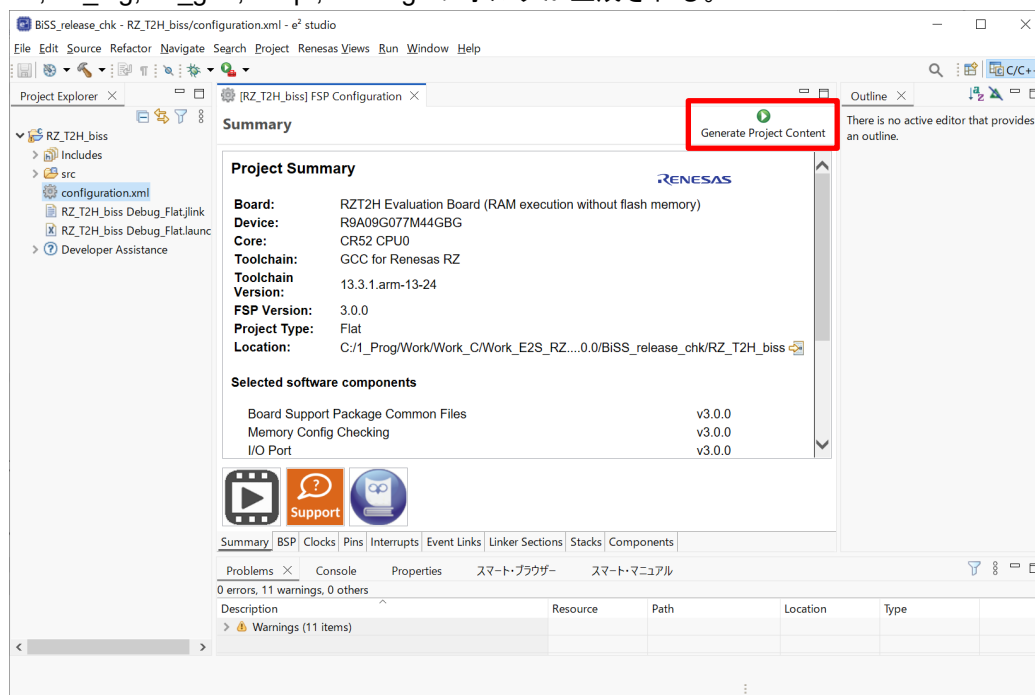 BiSS_release_chk - RZ_T2H_biss/configuration.xml - e² studio
File Edit Source Refactor Navigate Search Project Renesas Views Run Window Help
C/C++
Project Explorer
[RZ_T2H_biss] FSP Configuration
Outline
Summary
Generate Project Content
There is no active editor that provides
an outline.
RZ_T2H_biss
Includes
src
configuration.xml
RZ_T2H_biss Debug_Flat.jlink
RZ_T2H_biss Debug_Flat.launc
Developer Assistance
Project Summary
RENESAS
Board: RZT2H Evaluation Board (RAM execution without flash memory)
Device: R9A09G077M44GBG
Core: CR52 CPU0
Toolchain: GCC for Renesas RZ
Toolchain
Version: 13.3.1.arm-13-24
FSP Version: 3.0.0
Project Type: Flat
Location: C:/1_Prog/Work/Work_C/Work_E2S_RZ....0.0/BiSS_release_chk/RZ_T2H_biss
Selected software components
Board Support Package Common Files v3.0.0
Memory Config Checking v3.0.0
I/O Port v3.0.0
Support
Summary BSP Clocks Pins Interrupts Event Links Linker Sections Stacks Components
Problems Console Properties スマート・ブラウザー スマート・マニュアル
0 errors, 11 warnings, 0 others
Description Resource Path Location Type
Warnings (11 items)